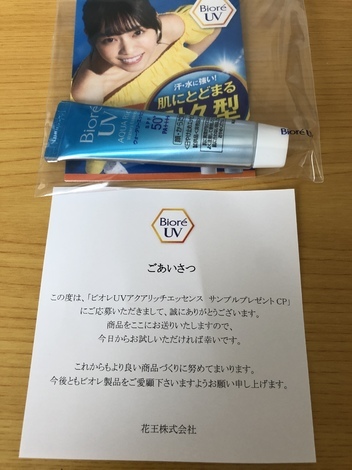 Bioré
UV
汗・水に強い!
肌にとどまる
型
Bioré
UV
AQUA
50+
PA++++
Bioré U
Bioré
UV
ごあいさつ
この度は、「ビオレUVアクアリッチエッセンス　サンプルプレゼントCP」
にご応募いただきまして、誠にありがとうございます。
商品をここにお送りいたしますので、
今日からお試しいただければ幸いです。
これからもより良い商品づくりに努めてまいります。
今後ともビオレ製品をご愛顧下さいますようお願い申し上げます。
花王株式会社